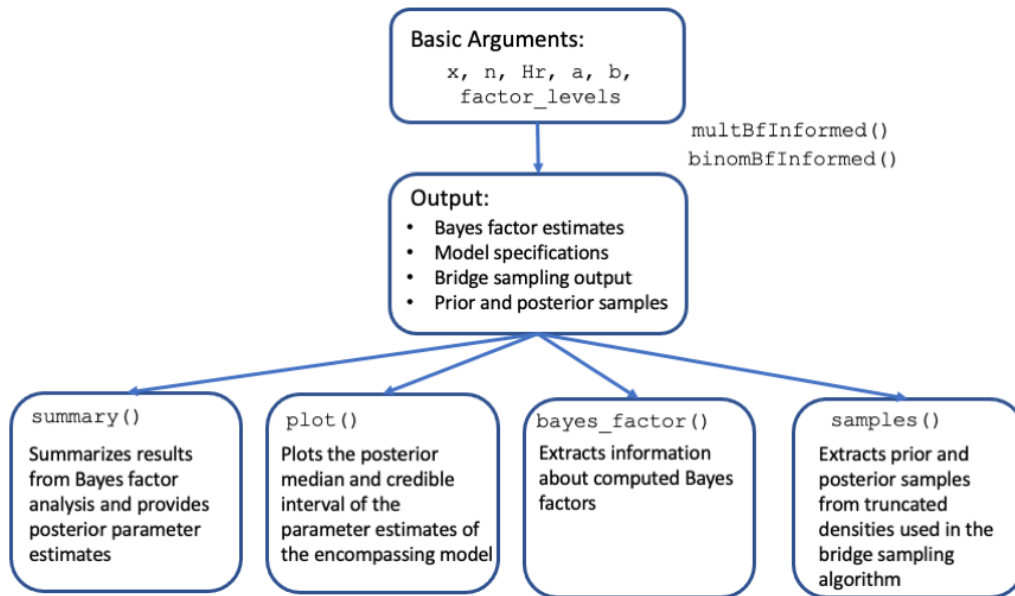 Basic Arguments:
x, n, Hr, a, b,
factor_levels
multBfInformed()
binomBfInformed()
Output:
• Bayes factor estimates
• Model specifications
• Bridge sampling output
• Prior and posterior samples
summary()
Summarizes results
from Bayes factor
analysis and provides
posterior parameter
estimates
plot()
Plots the posterior
median and credible
interval of the
parameter estimates of
the encompassing model
bayes_factor()
Extracts information
about computed Bayes
factors
samples()
Extracts prior and
posterior samples
from truncated
densities used in the
bridge sampling
algorithm